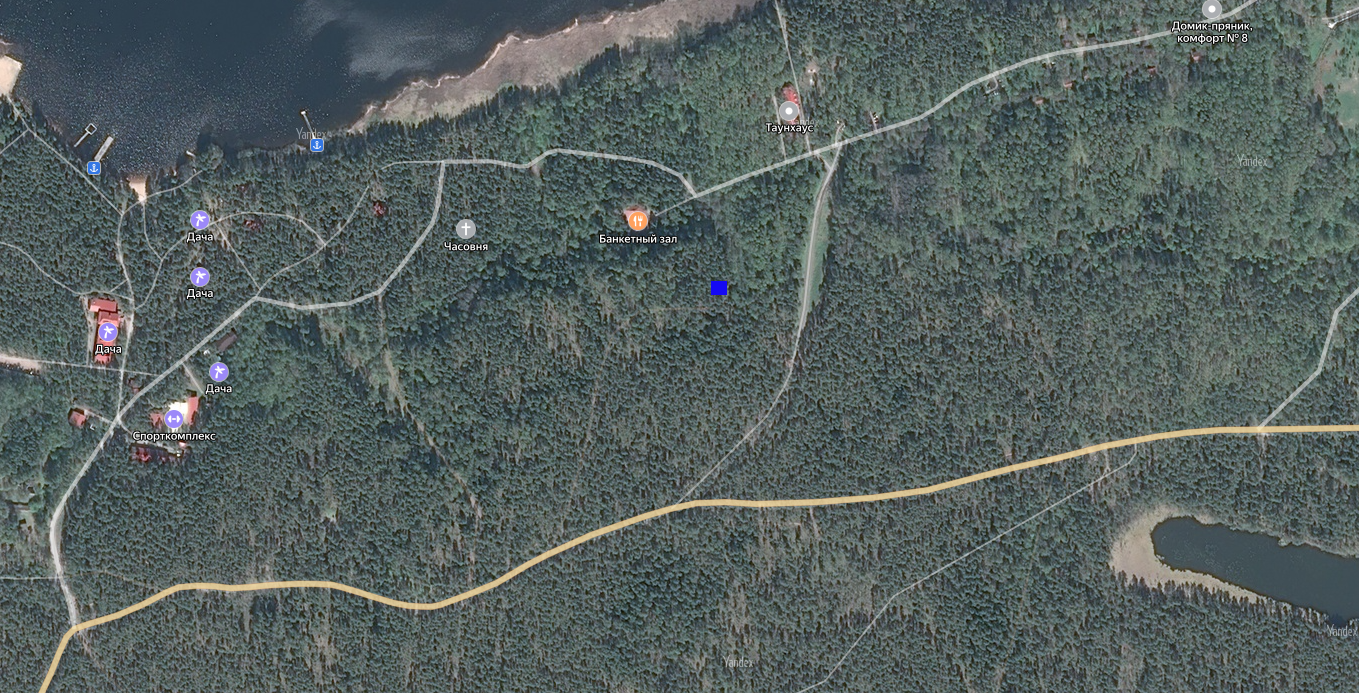 Домик-пряник,
комфорт № 8
Yandex
Таунхаус
Yandex
Дача
Банкетный зал
Часовня
Дача
Дача
Дача
Спорткомплекс
Yandex
Yandex